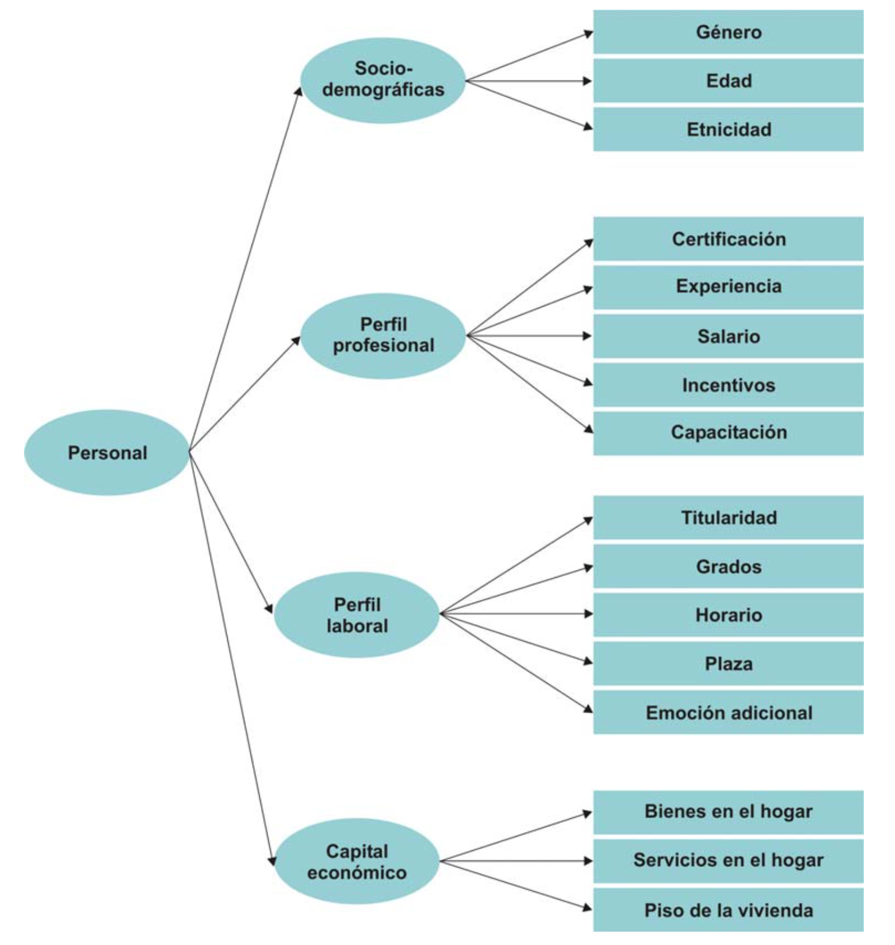 Personal
Socio-
demográficas
Género
Edad
Etnicidad
Perfil
profesional
Certificación
Experiencia
Salario
Incentivos
Capacitación
Perfil
laboral
Titularidad
Grados
Horario
Plaza
Emoción adicional
Capital
económico
Bienes en el hogar
Servicios en el hogar
Piso de la vivienda